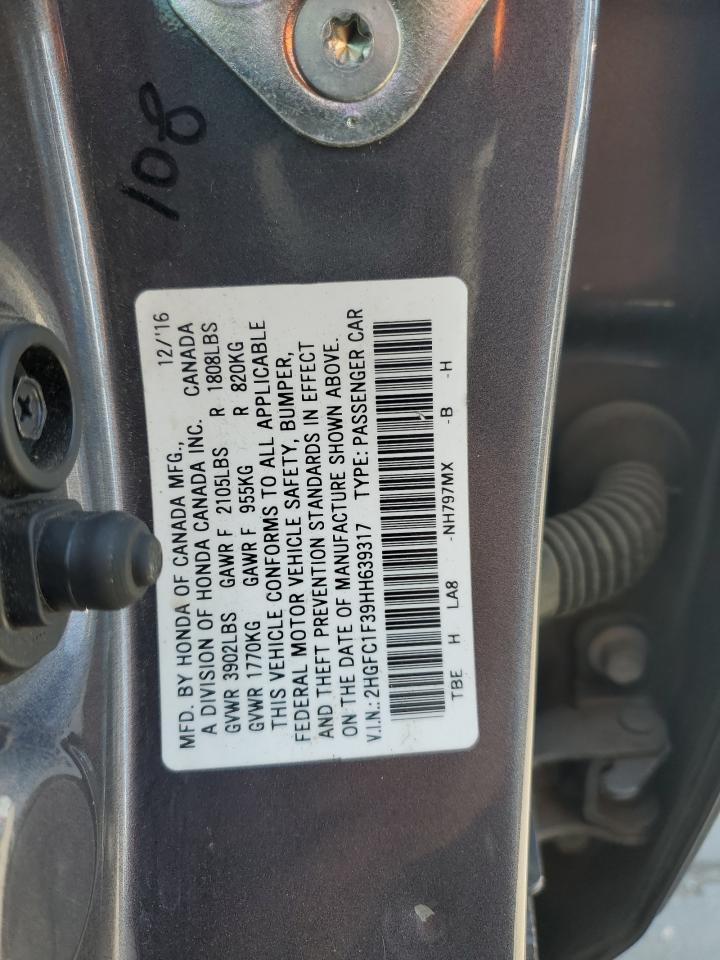 108
MFD. BY HONDA OF CANADA MFG., 12/'16
A DIVISION OF HONDA CANADA INC. CANADA
GVWR 3902LBS GAWR F 2105LBS R 1808LBS
GVWR 1770KG GAWR F 955KG R 820KG
THIS VEHICLE CONFORMS TO ALL APPLICABLE
FEDERAL MOTOR VEHICLE SAFETY, BUMPER,
AND THEFT PREVENTION STANDARDS IN EFFECT
ON THE DATE OF MANUFACTURE SHOWN ABOVE.
V.I.N.: 2HGFC1F39HH639317 TYPE: PASSENGER CAR
TBE H LA8 -NH797MX -B -H